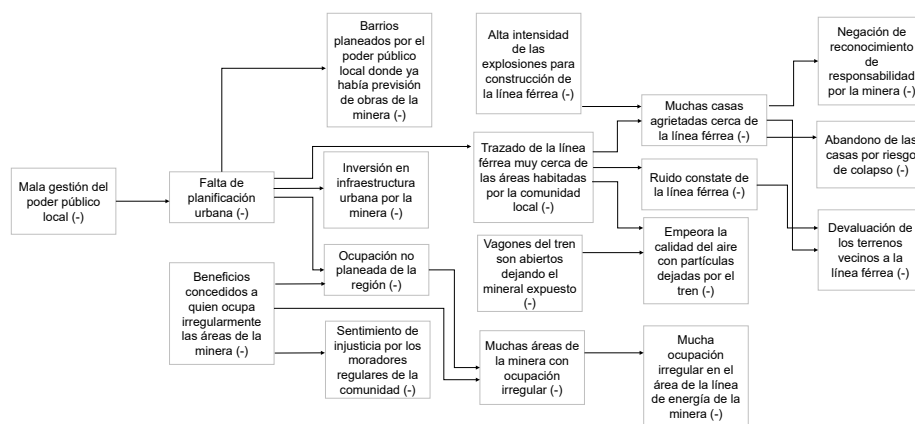 Mala gestión del
poder público
local (-)
Barrios
planeados por el
poder público
local donde ya
había previsión
de obras de la
minera (-)
Falta de
planificación
urbana (-)
Inversión en
infraestructura
urbana por la
minera (-)
Ocupación no
planeada de la
región (-)
Beneficios
concedidos a
quien ocupa
irregularmente
las áreas de la
minera (-)
Sentimiento de
injusticia por los
moradores
regulares de la
comunidad (-)
Alta intensidad
de las
explosiones para
construcción de
la línea férrea (-)
Trazado de la línea
férrea muy cerca de
las áreas habitadas
por la comunidad
local (-)
Vagones del tren
son abiertos
dejando el
mineral expuesto
(-)
Muchas áreas de
la minera con
ocupación
irregular (-)
Muchas casas
agrietadas cerca de
la línea férrea (-)
Ruido constate de
la línea férrea (-)
Empeora la
calidad del aire
con partículas
dejadas por el
tren (-)
Mucha
ocupación
irregular en el
área de la línea
de energía de la
minera (-)
Negación de
reconocimiento
de
responsabilidad
por la minera (-)
Abandono de las
casas por riesgo
de colapso (-)
Devaluación de
los terrenos
vecinos a la
línea férrea (-)